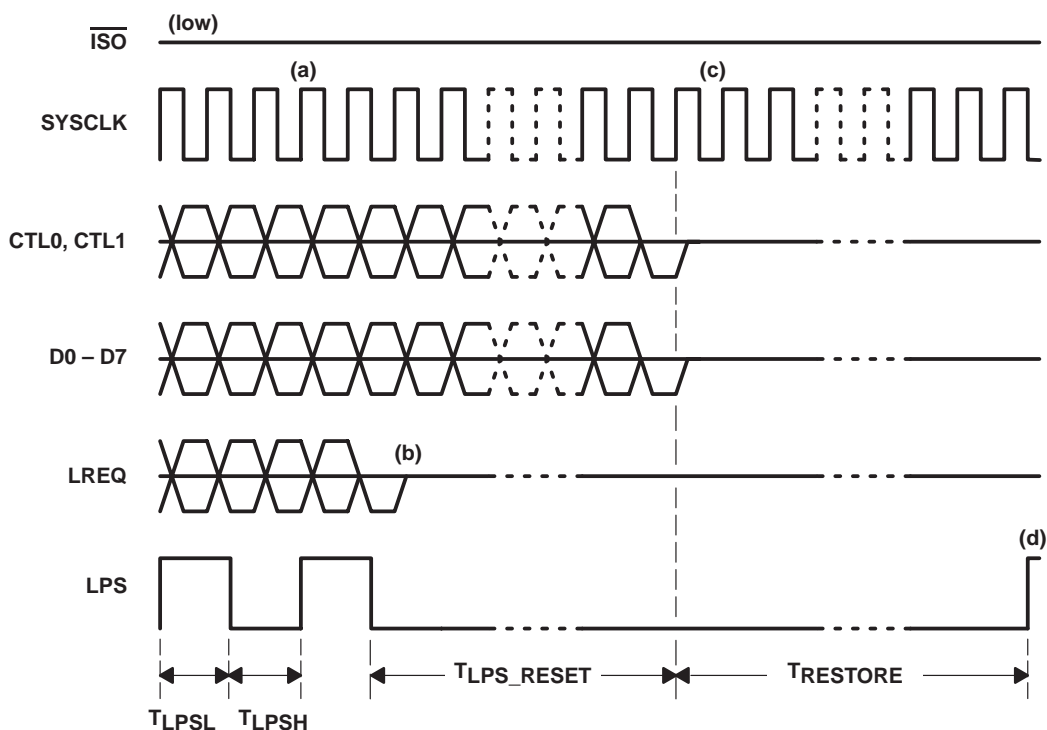 (low)
ISO
(a)
(c)
SYSCLK
CTL0, CTL1
D0 – D7
(b)
LREQ
(d)
LPS
TLPS_RESET
TRESTORE
TLPSL
TLPSH